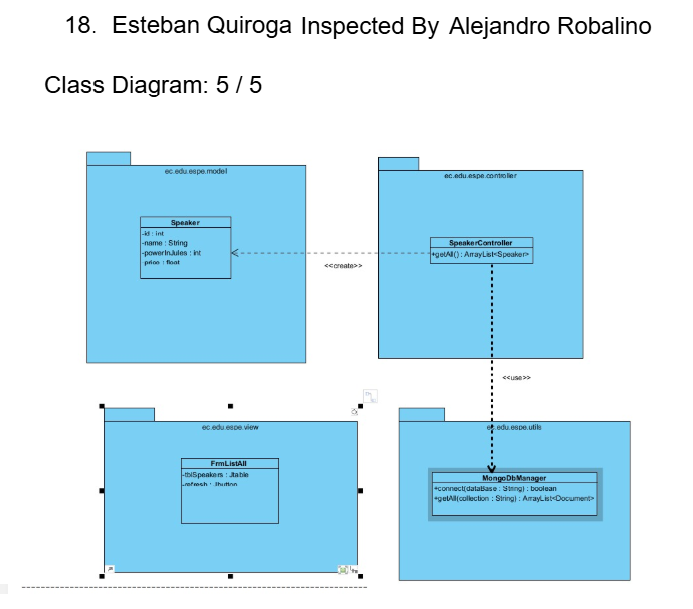 18. Esteban Quiroga Inspected By Alejandro Robalino
Class Diagram: 5 / 5
ec.edu.espe.model
Speaker
-id : int
-name : String
-powerInJules : int
price : float
<<create>>
ec.edu.espe.controller
SpeakerController
+getAll() : ArrayList<Speaker>
<<use>>
ec.edu.espe.view
FrmListAll
-tblSpeakers : Jtable
-refresh : Jbutton
ec.edu.espe.utils
MongoDbManager
+connect(dataBase : String) : boolean
+getAll(collection : String) : ArrayList<Document>